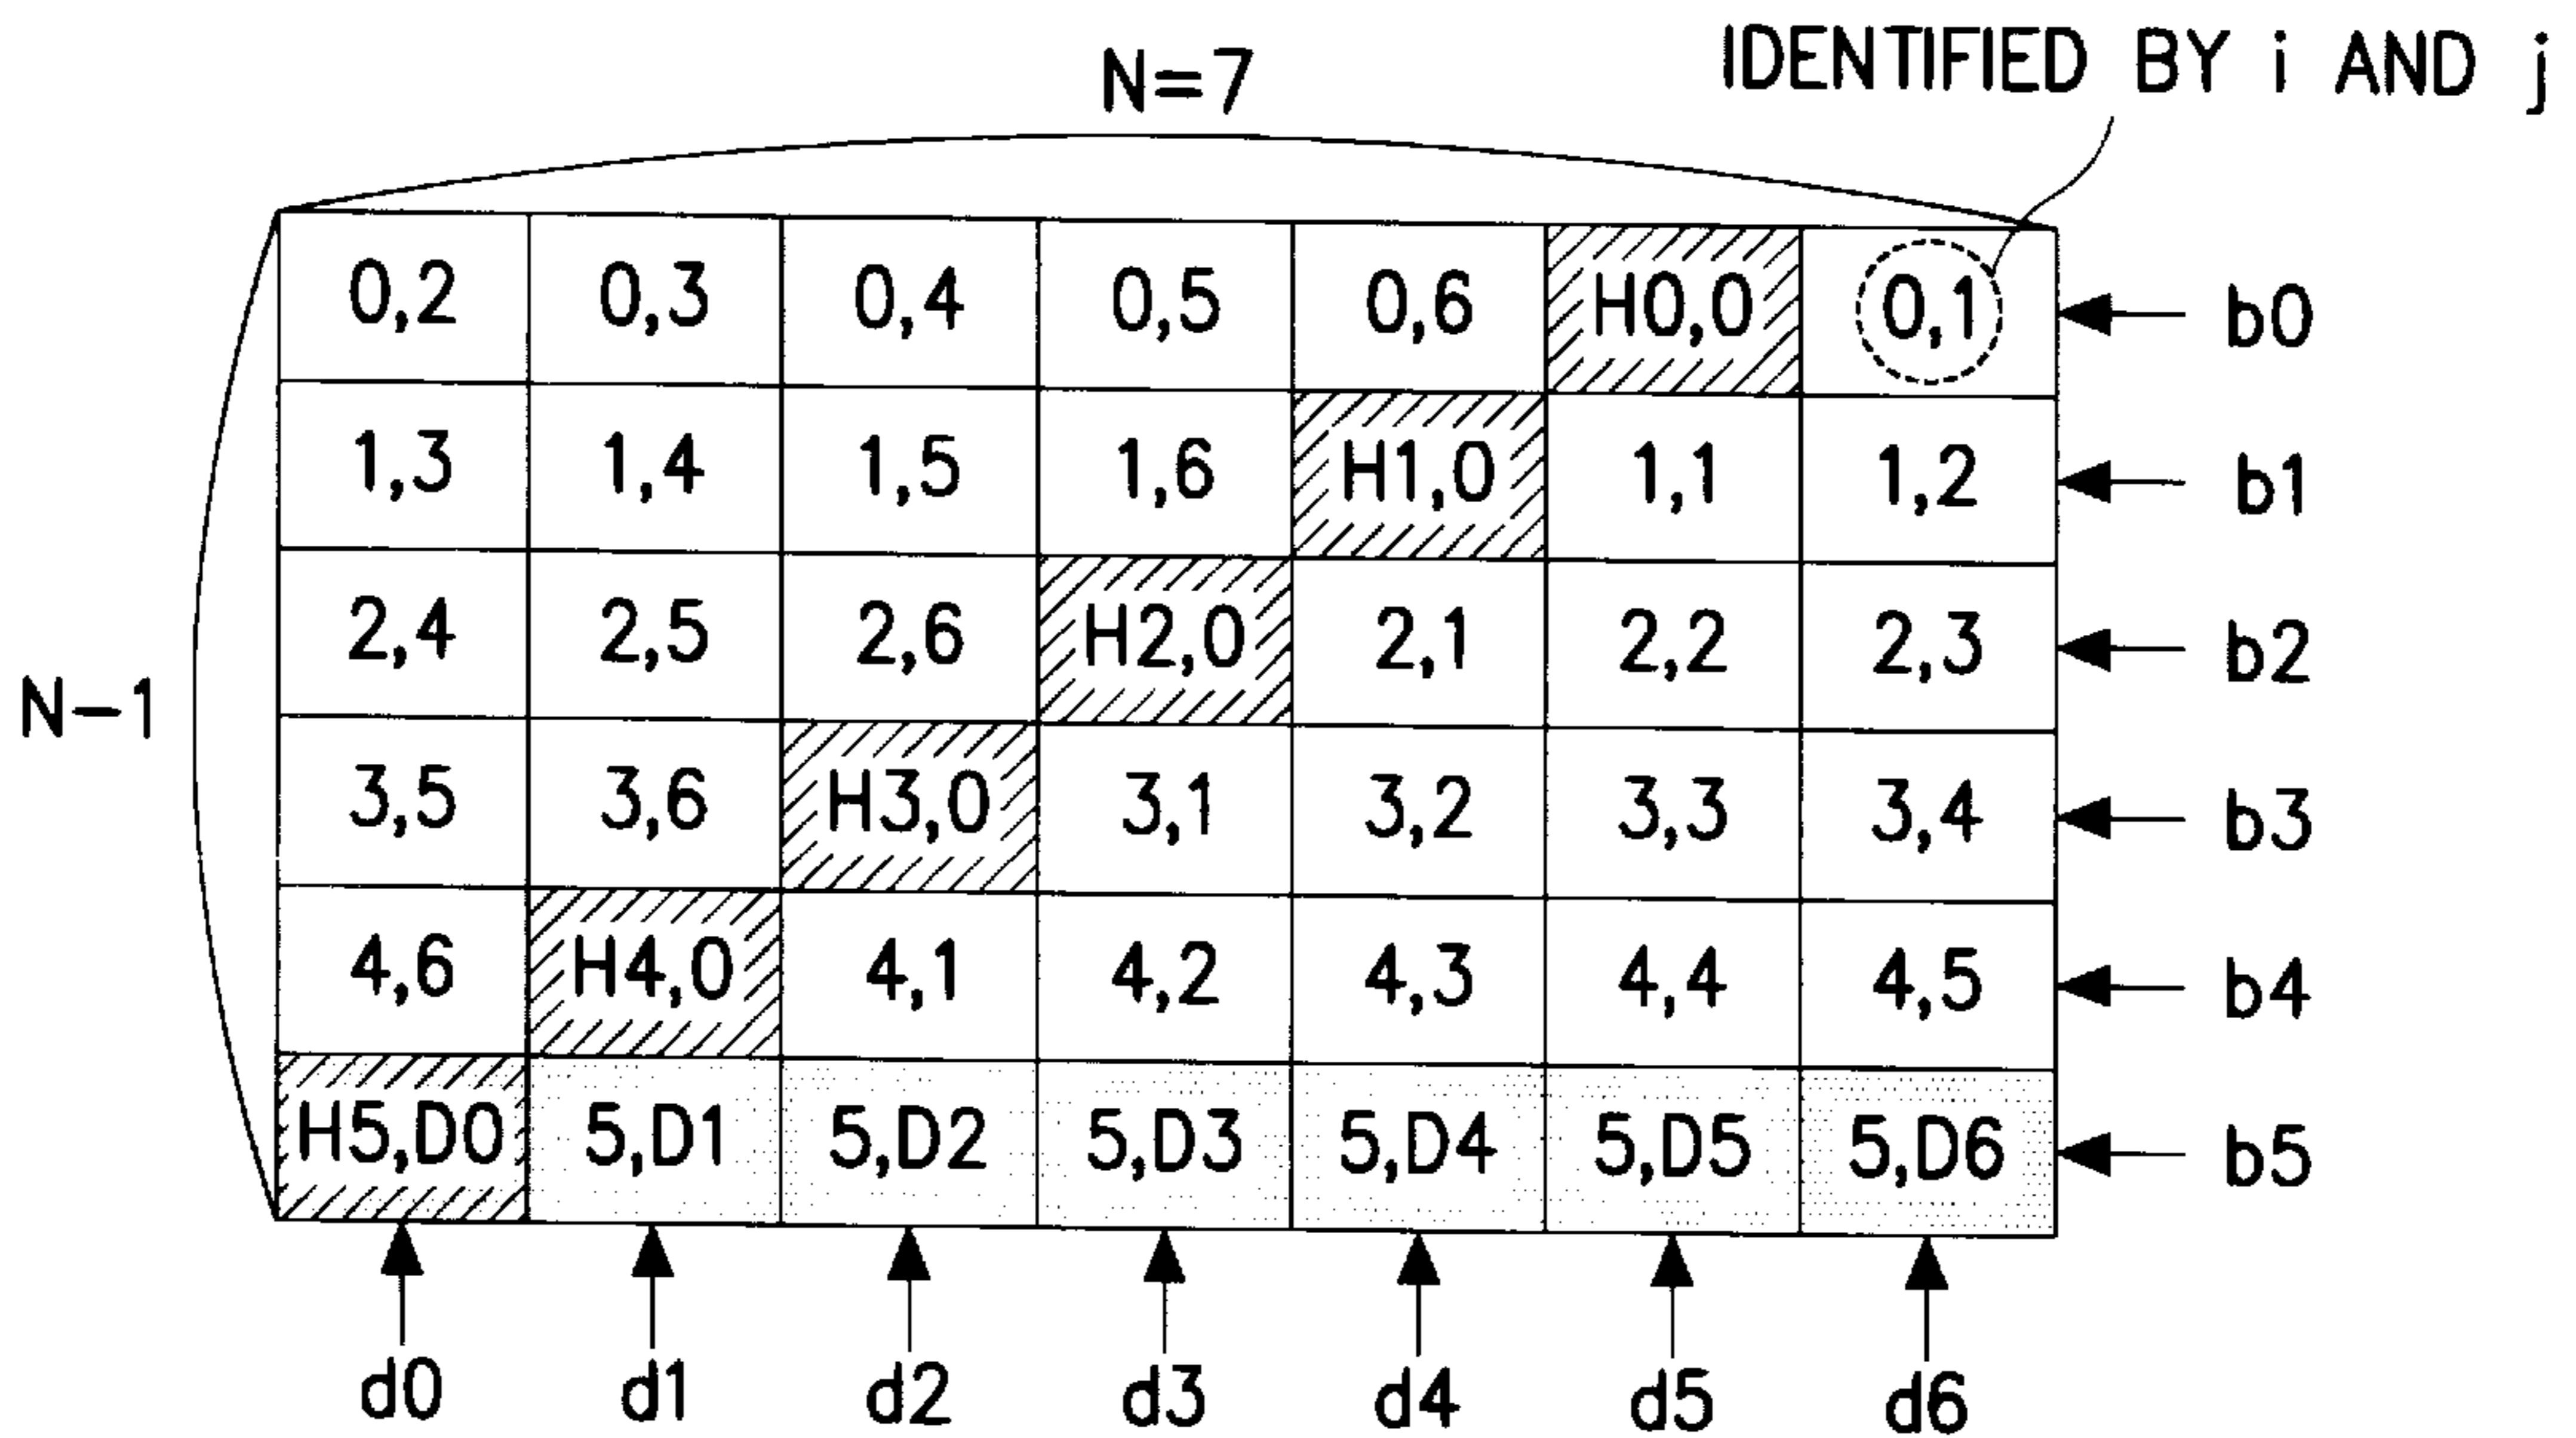 IDENTIFIED BY i AND j
N=7
0,2 0,3 0,4 0,5 0,6 H0,0 0,1 b0
1,3 1,4 1,5 1,6 H1,0 1,1 1,2 b1
2,4 2,5 2,6 H2,0 2,1 2,2 2,3 b2
N-1
3,5 3,6 H3,0 3,1 3,2 3,3 3,4 b3
4,6 H4,0 4,1 4,2 4,3 4,4 4,5 b4
H5,D0 5,D1 5,D2 5,D3 5,D4 5,D5 5,D6 b5
d0 d1 d2 d3 d4 d5 d6